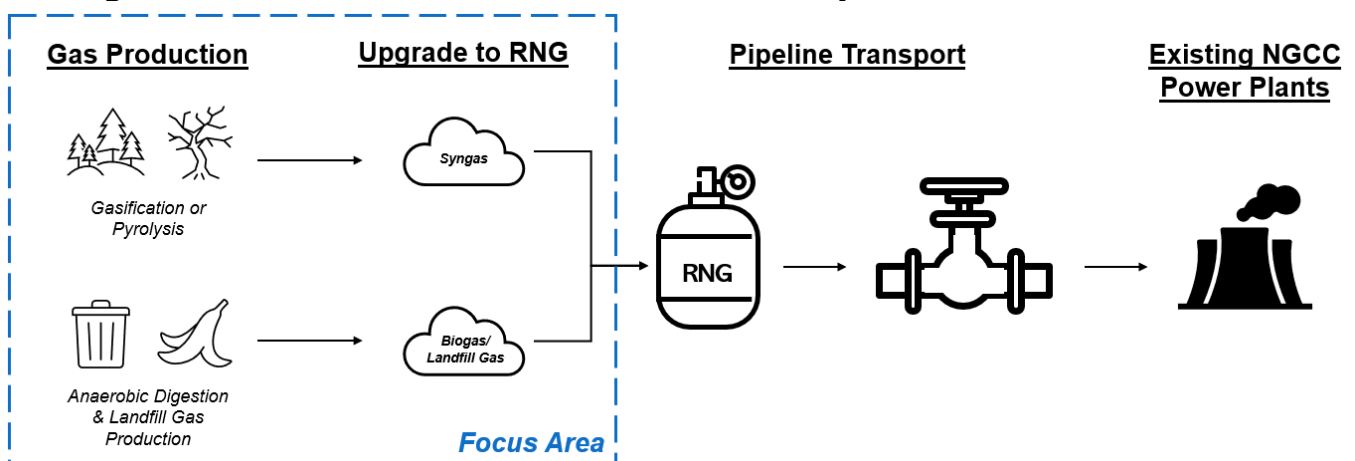 Gas Production
Upgrade to RNG
Pipeline Transport
Existing NGCC
Power Plants
Syngas
Gasification or
Pyrolysis
RNG
Biogas/
Landfill Gas
Anaerobic Digestion
& Landfill Gas
Production
Focus Area